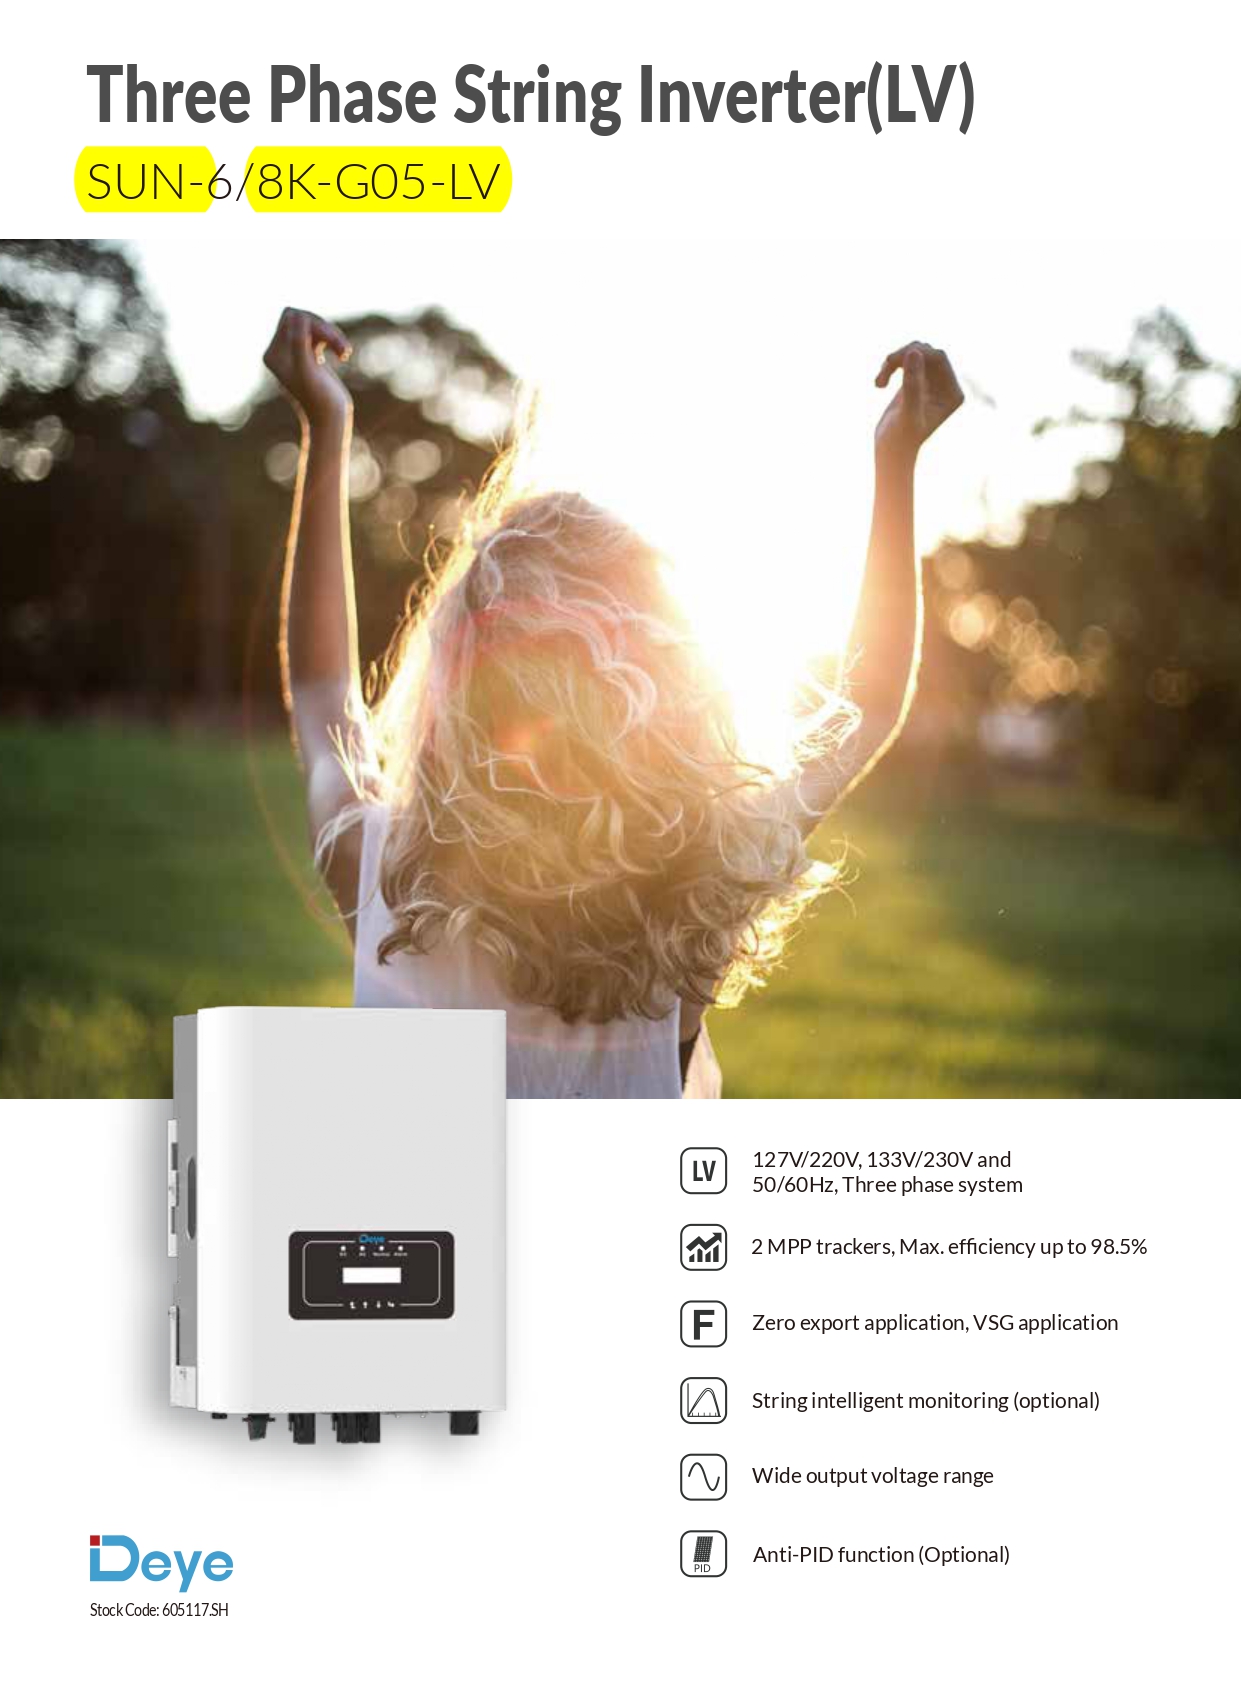 Three Phase String Inverter(LV)
SUN-6/8K-G05-LV
Deye
LV
127V/220V, 133V/230V and
50/60Hz, Three phase system
2 MPP trackers, Max. efficiency up to 98.5%
F
Zero export application, VSG application
String intelligent monitoring (optional)
Wide output voltage range
PID
Anti-PID function (Optional)
Deye
Stock Code: 605117.SH